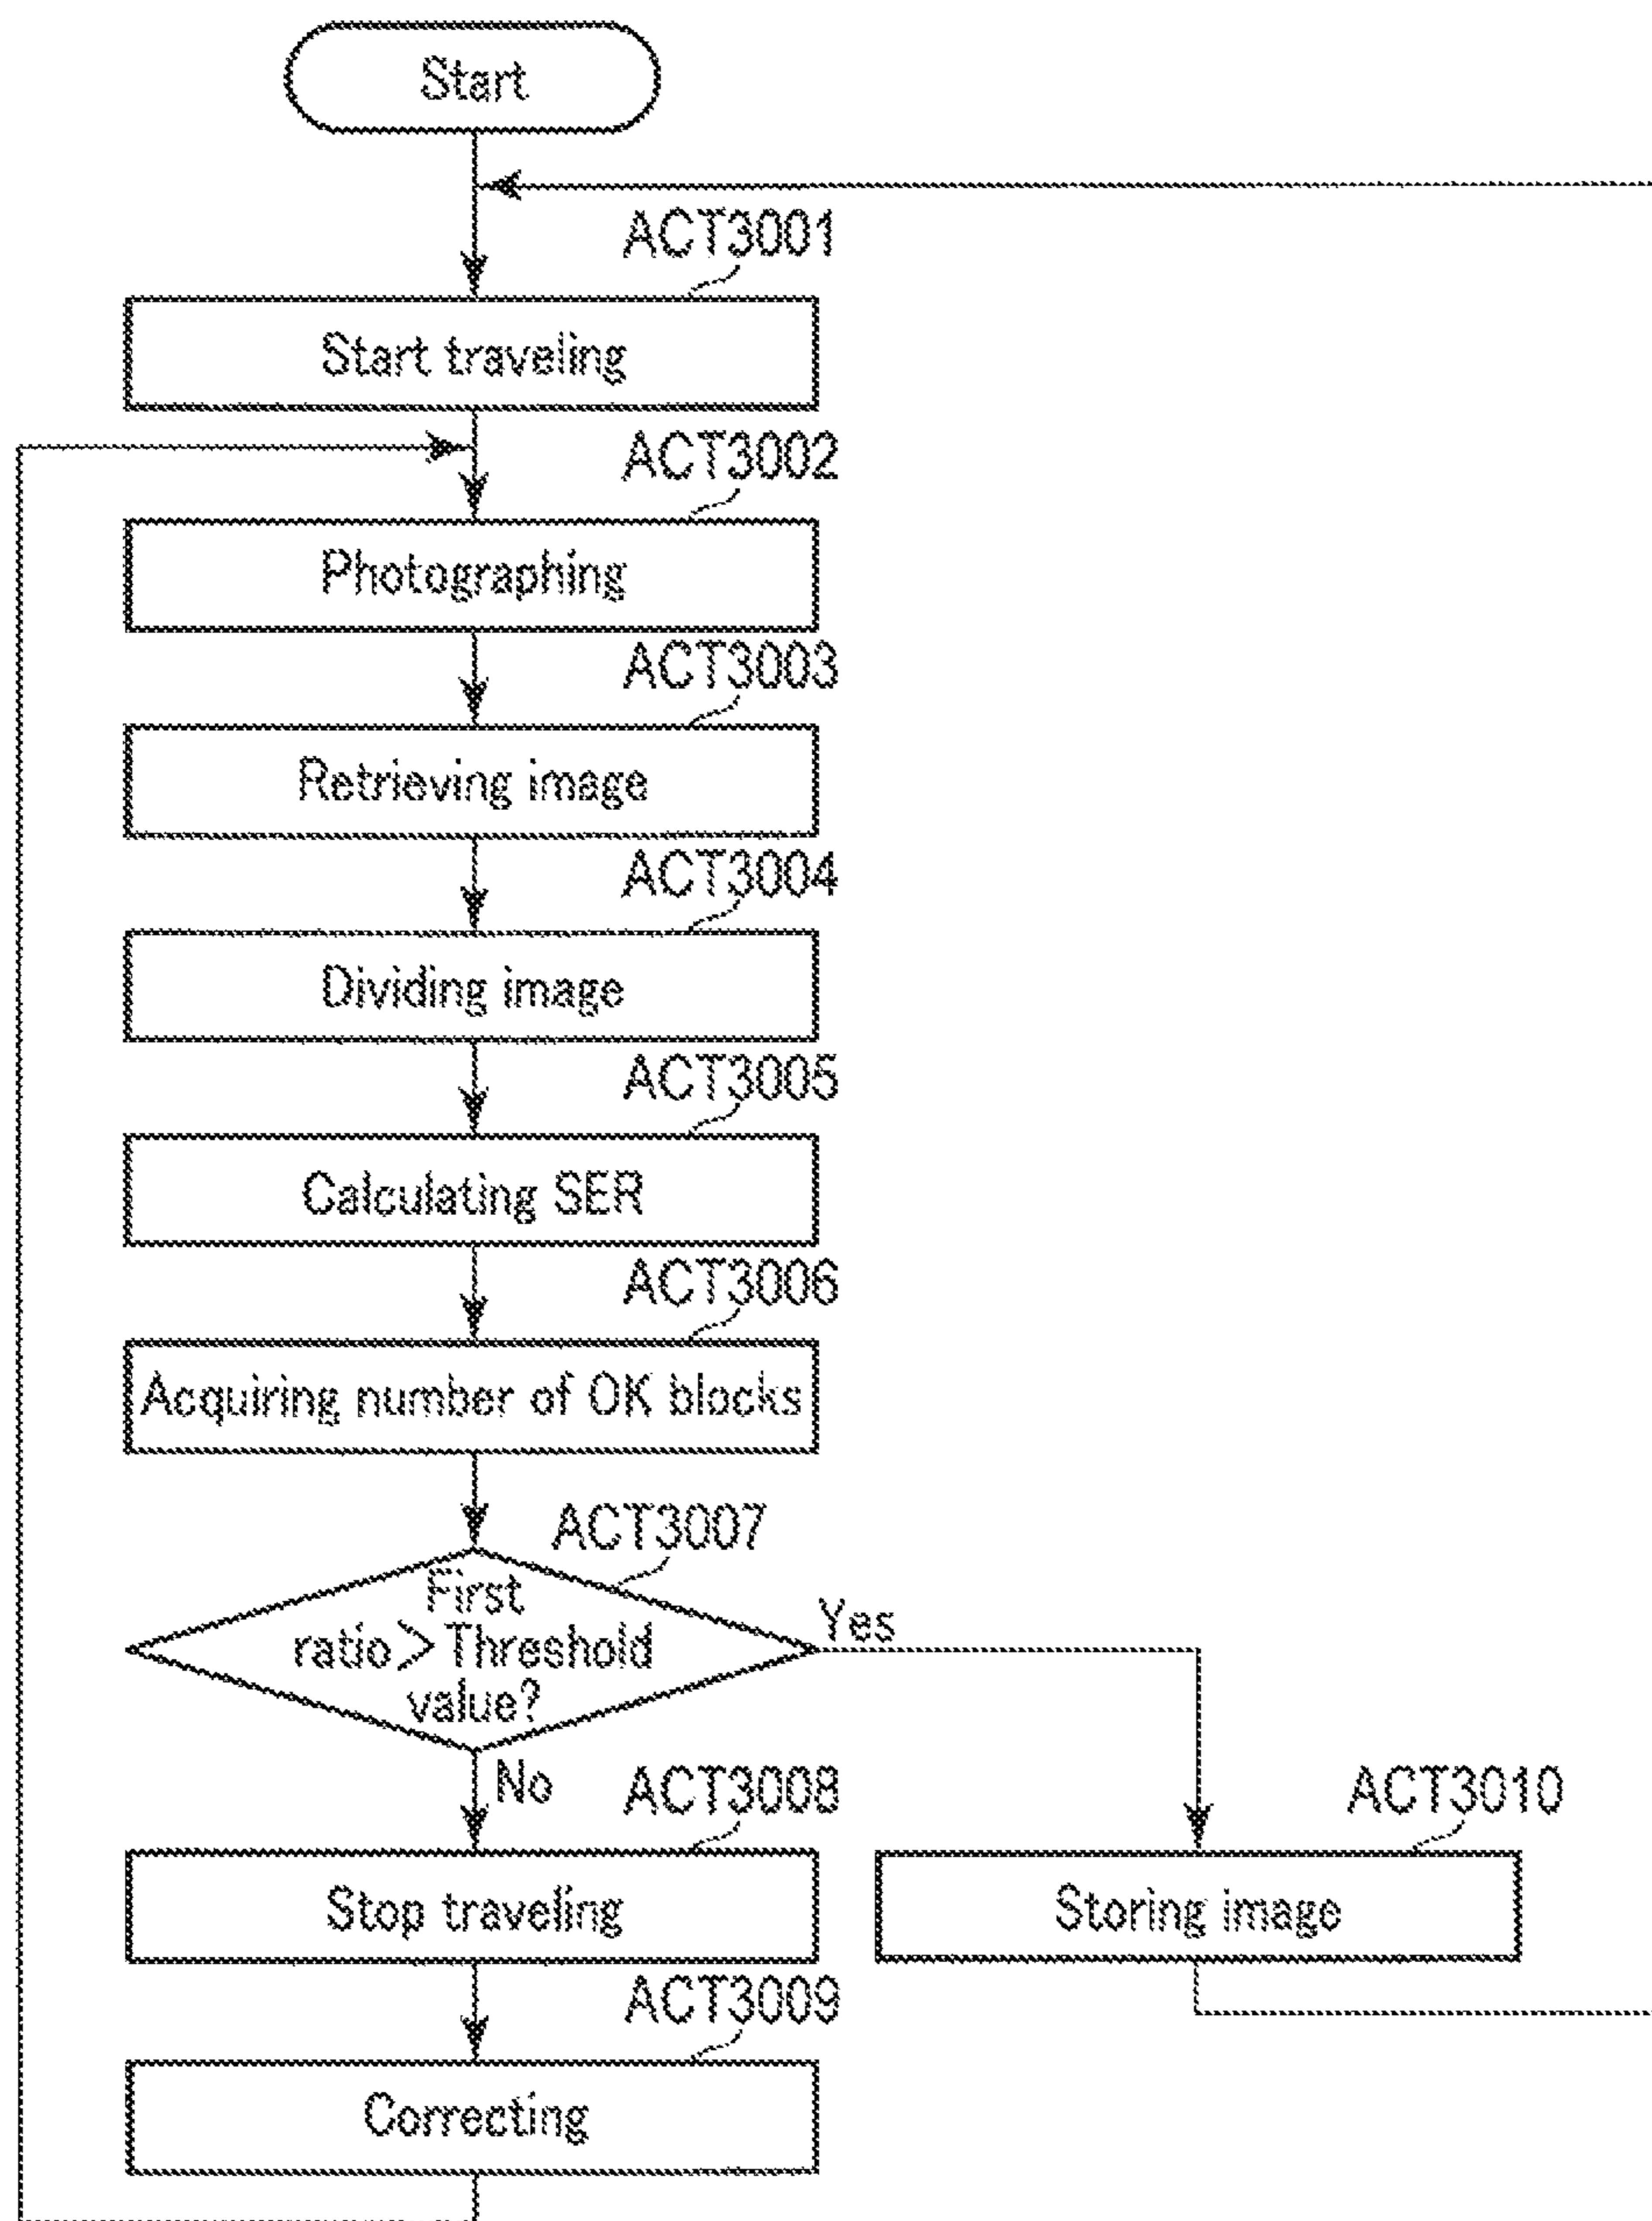 Start
ACT3001
Start traveling
ACT3002
Photographing
ACT3003
Retrieving image
ACT3004
Dividing image
ACT3005
Calculating SER
ACT3006
Acquiring number of OK blocks
ACT3007
First
ratio > Threshold
value?
Yes
No
ACT3008
Stop traveling
ACT3010
Storing image
ACT3009
Correcting